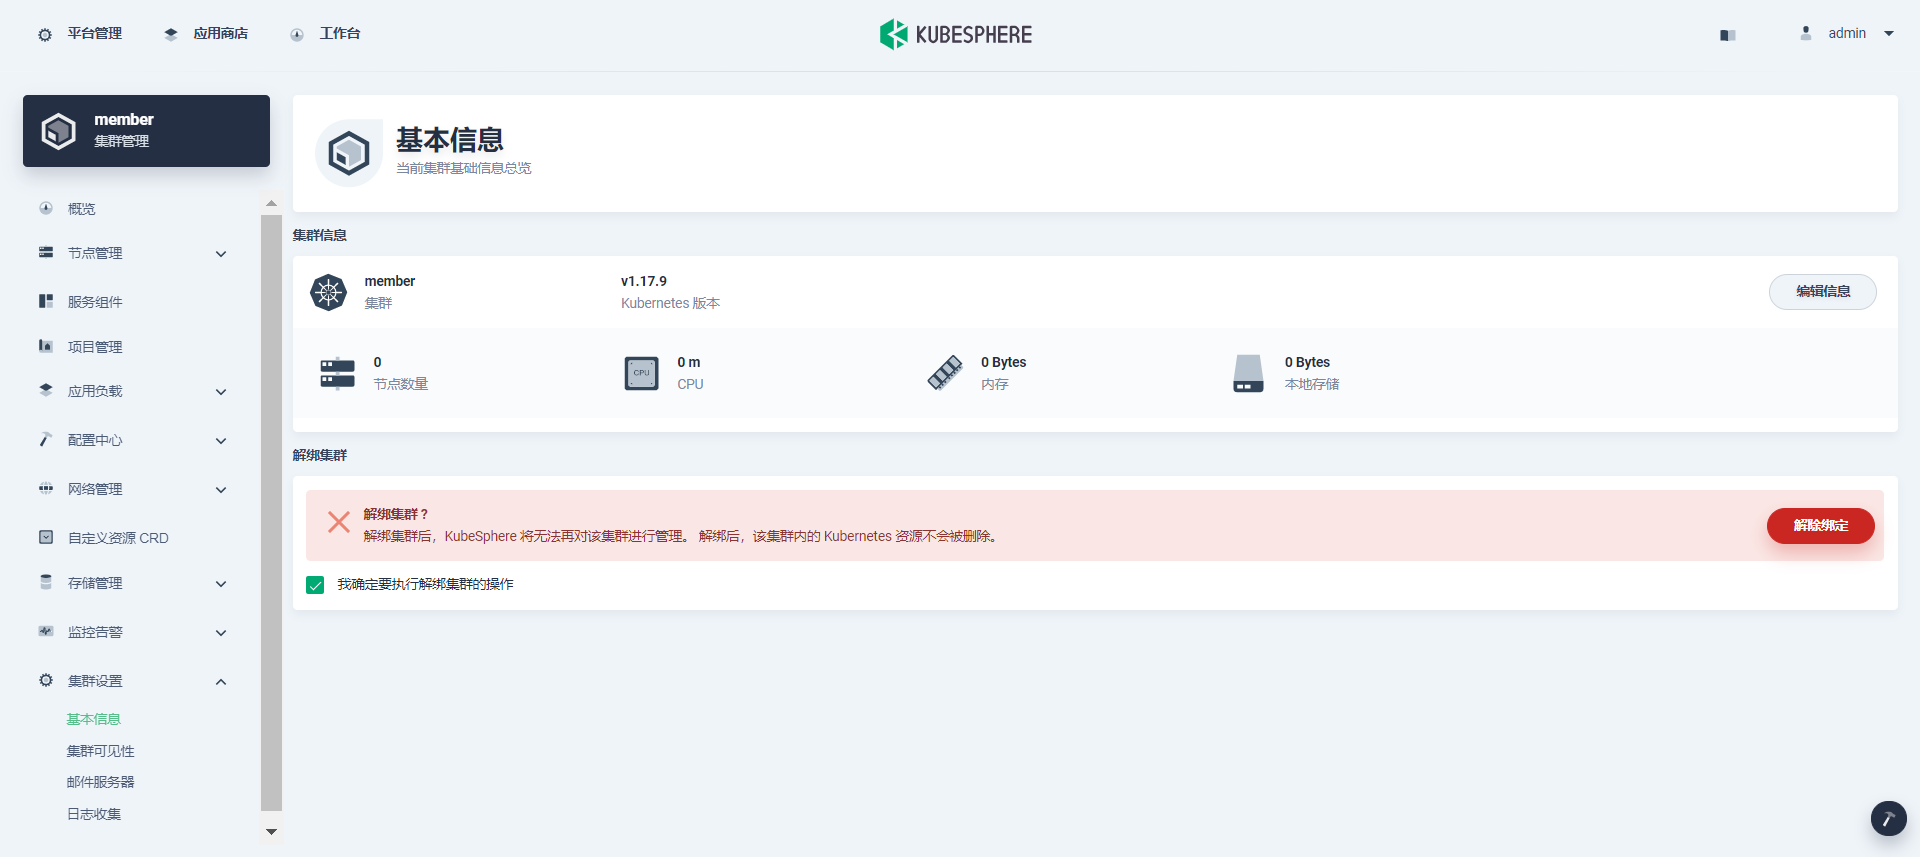 平台管理
应用商店
工作台
KUBESPHERE
admin
member
集群管理
概览
节点管理
服务组件
项目管理
应用负载
配置中心
网络管理
自定义资源 CRD
存储管理
监控告警
集群设置
基本信息
集群可见性
邮件服务器
日志收集
基本信息
当前集群基础信息总览
集群信息
member
集群
v1.17.9
Kubernetes 版本
编辑信息
0
节点数量
CPU
0 m
CPU
0 Bytes
内存
0 Bytes
本地存储
解绑集群
解绑集群？
解绑集群后，KubeSphere 将无法再对该集群进行管理。 解绑后，该集群内的 Kubernetes 资源不会被删除。
解除绑定
我确定要执行解绑集群的操作